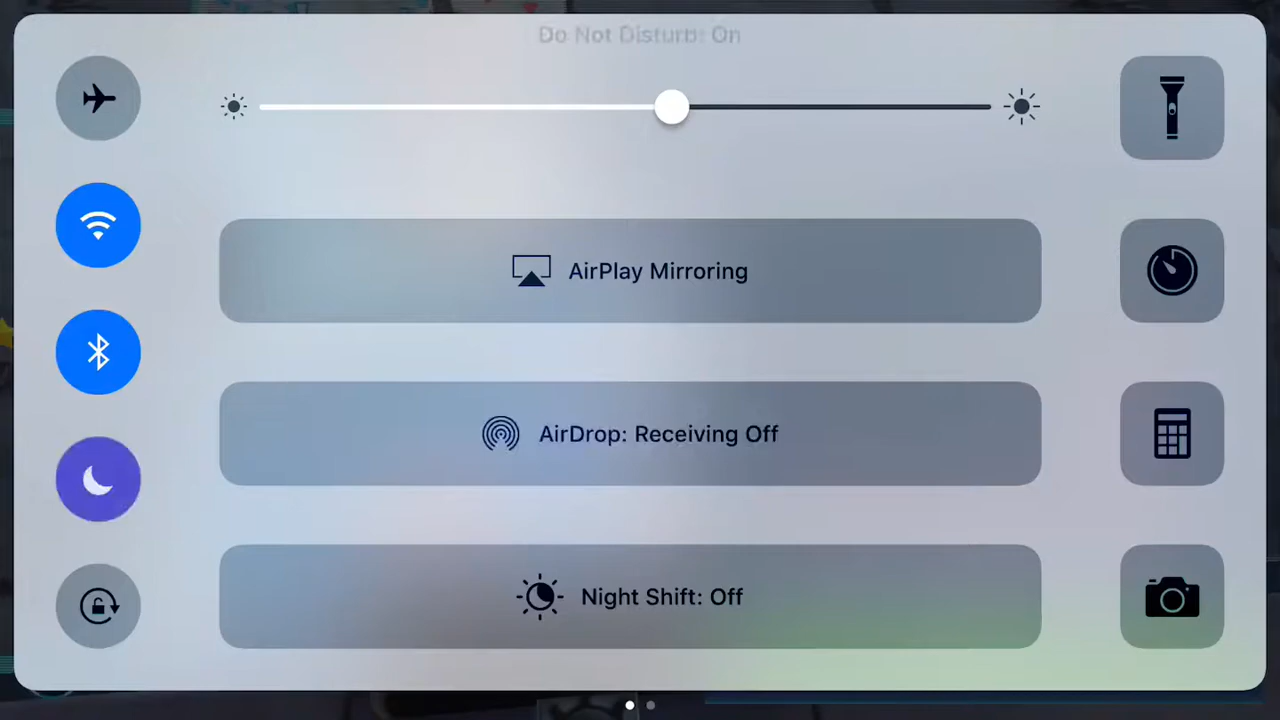 Do Not Disturb: On
AirPlay Mirroring
AirDrop: Receiving Off
Night Shift: Off